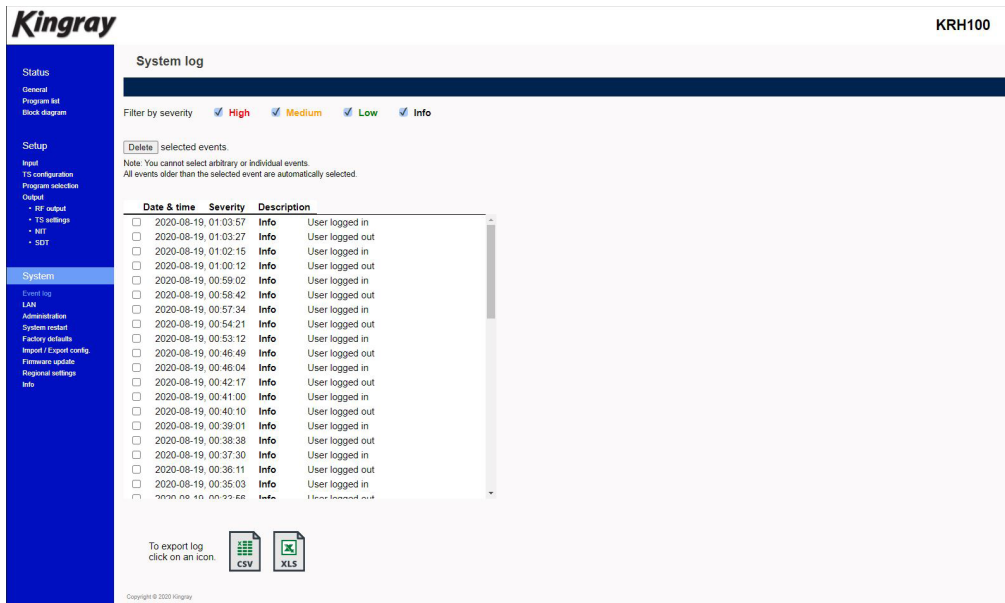 Kingray
KRH100
Status
General
Program list
Block diagram
Setup
Input
TS configuration
Program selection
Output
• RF output
• TS settings
• NIT
• SDT
System
Event log
LAN
Administration
System restart
Factory defaults
Import / Export config.
Firmware update
Regional settings
Info
System log
Filter by severity High Medium Low Info
Delete selected events.
Note: You cannot select arbitrary or individual events.
All events older than the selected event are automatically selected.
Date & time Severity Description
2020-08-19, 01:03:57 Info User logged in
2020-08-19, 01:03:27 Info User logged out
2020-08-19, 01:02:15 Info User logged in
2020-08-19, 01:00:12 Info User logged out
2020-08-19, 00:59:02 Info User logged in
2020-08-19, 00:58:42 Info User logged out
2020-08-19, 00:57:34 Info User logged in
2020-08-19, 00:54:21 Info User logged out
2020-08-19, 00:53:12 Info User logged in
2020-08-19, 00:46:49 Info User logged out
2020-08-19, 00:46:04 Info User logged in
2020-08-19, 00:42:17 Info User logged out
2020-08-19, 00:41:00 Info User logged in
2020-08-19, 00:40:10 Info User logged out
2020-08-19, 00:39:01 Info User logged in
2020-08-19, 00:38:38 Info User logged out
2020-08-19, 00:37:30 Info User logged in
2020-08-19, 00:36:11 Info User logged out
2020-08-19, 00:35:03 Info User logged in
2020-08-19, 00:33:56 Info User logged out
To export log
click on an icon.
CSV
XLS
Copyright © 2020 Kingray